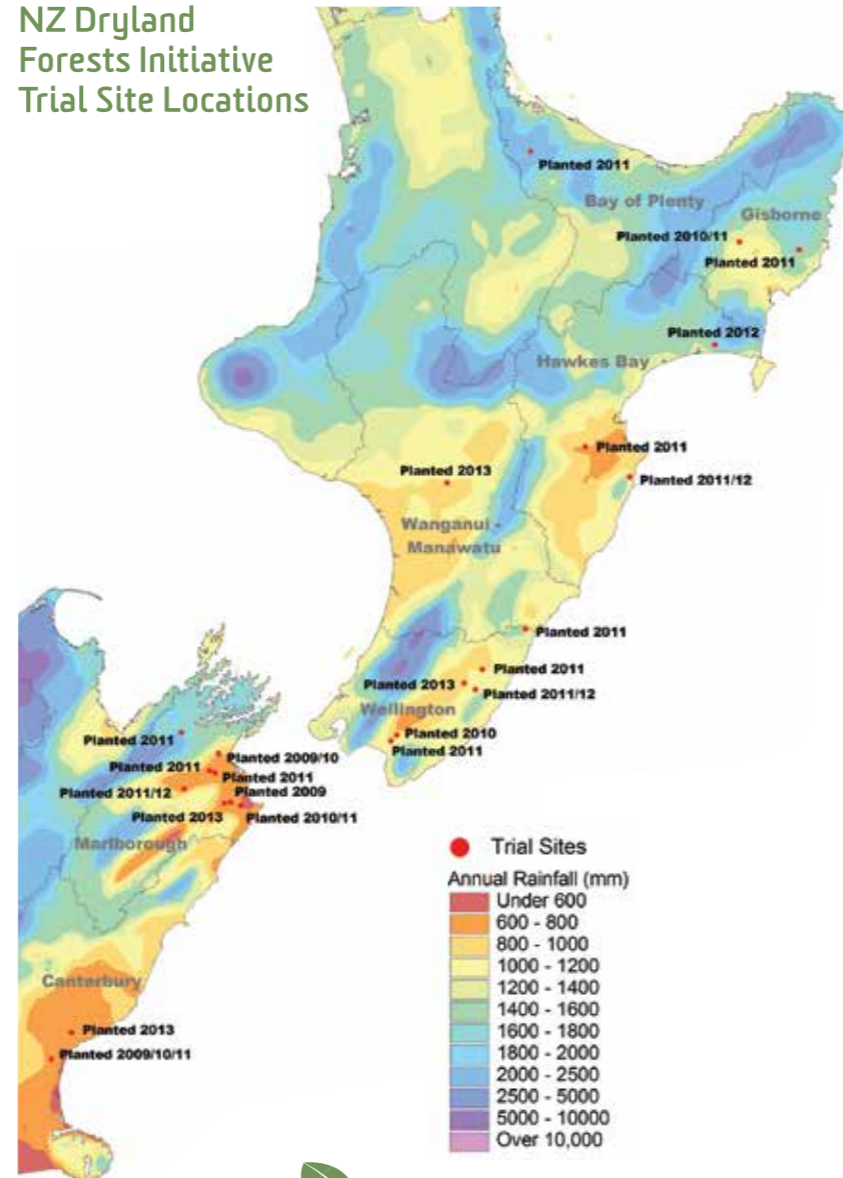 NZ Dryland
Forests Initiative
Trial Site Locations
Planted 2011
Bay of Plenty
Gisborne
Planted 2010/11
Planted 2011
Planted 2012
Hawkes Bay
Planted 2011
Planted 2013
Planted 2011/12
Wanganui -
Manawatu
Planted 2011
Planted 2011
Planted 2013
Planted 2011/12
Wellington
Planted 2010
Planted 2011
Planted 2011
Planted 2009/10
Planted 2011
Planted 2011
Planted 2011/12
Planted 2009
Planted 2013
Planted 2010/11
Marlborough
Canterbury
Planted 2013
Planted 2009/10/11
Trial Sites
Annual Rainfall (mm)
Under 600
600 - 800
800 - 1000
1000 - 1200
1200 - 1400
1400 - 1600
1600 - 1800
1800 - 2000
2000 - 2500
2500 - 5000
5000 - 10000
Over 10,000